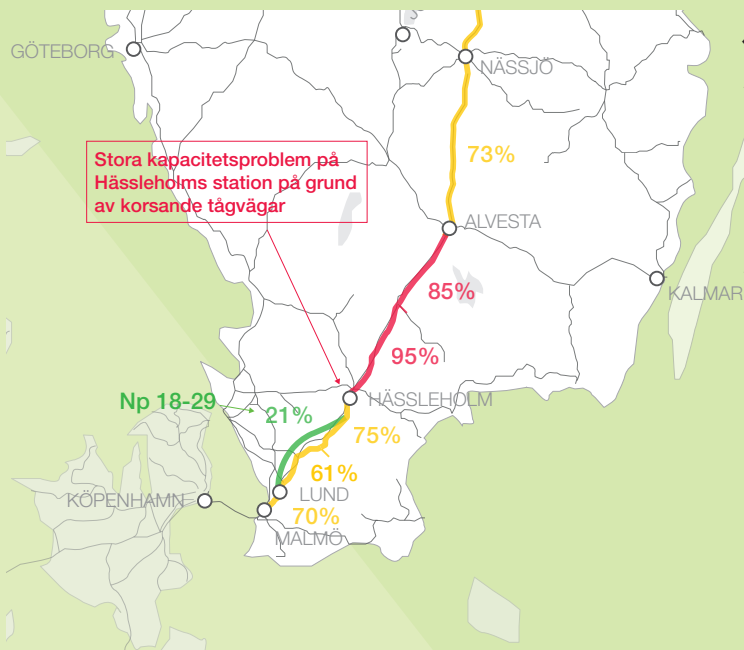 GÖTEBORG
NÄSSJÖ
73%
Stora kapacitetsproblem på
Hässleholms station på grund
av korsande tågvägar
ALVESTA
85%
KALMAR
95%
HÄSSLEHOLM
Np 18-29
21%
75%
61%
KÖPENHAMN
LUND
70%
MALMÖ